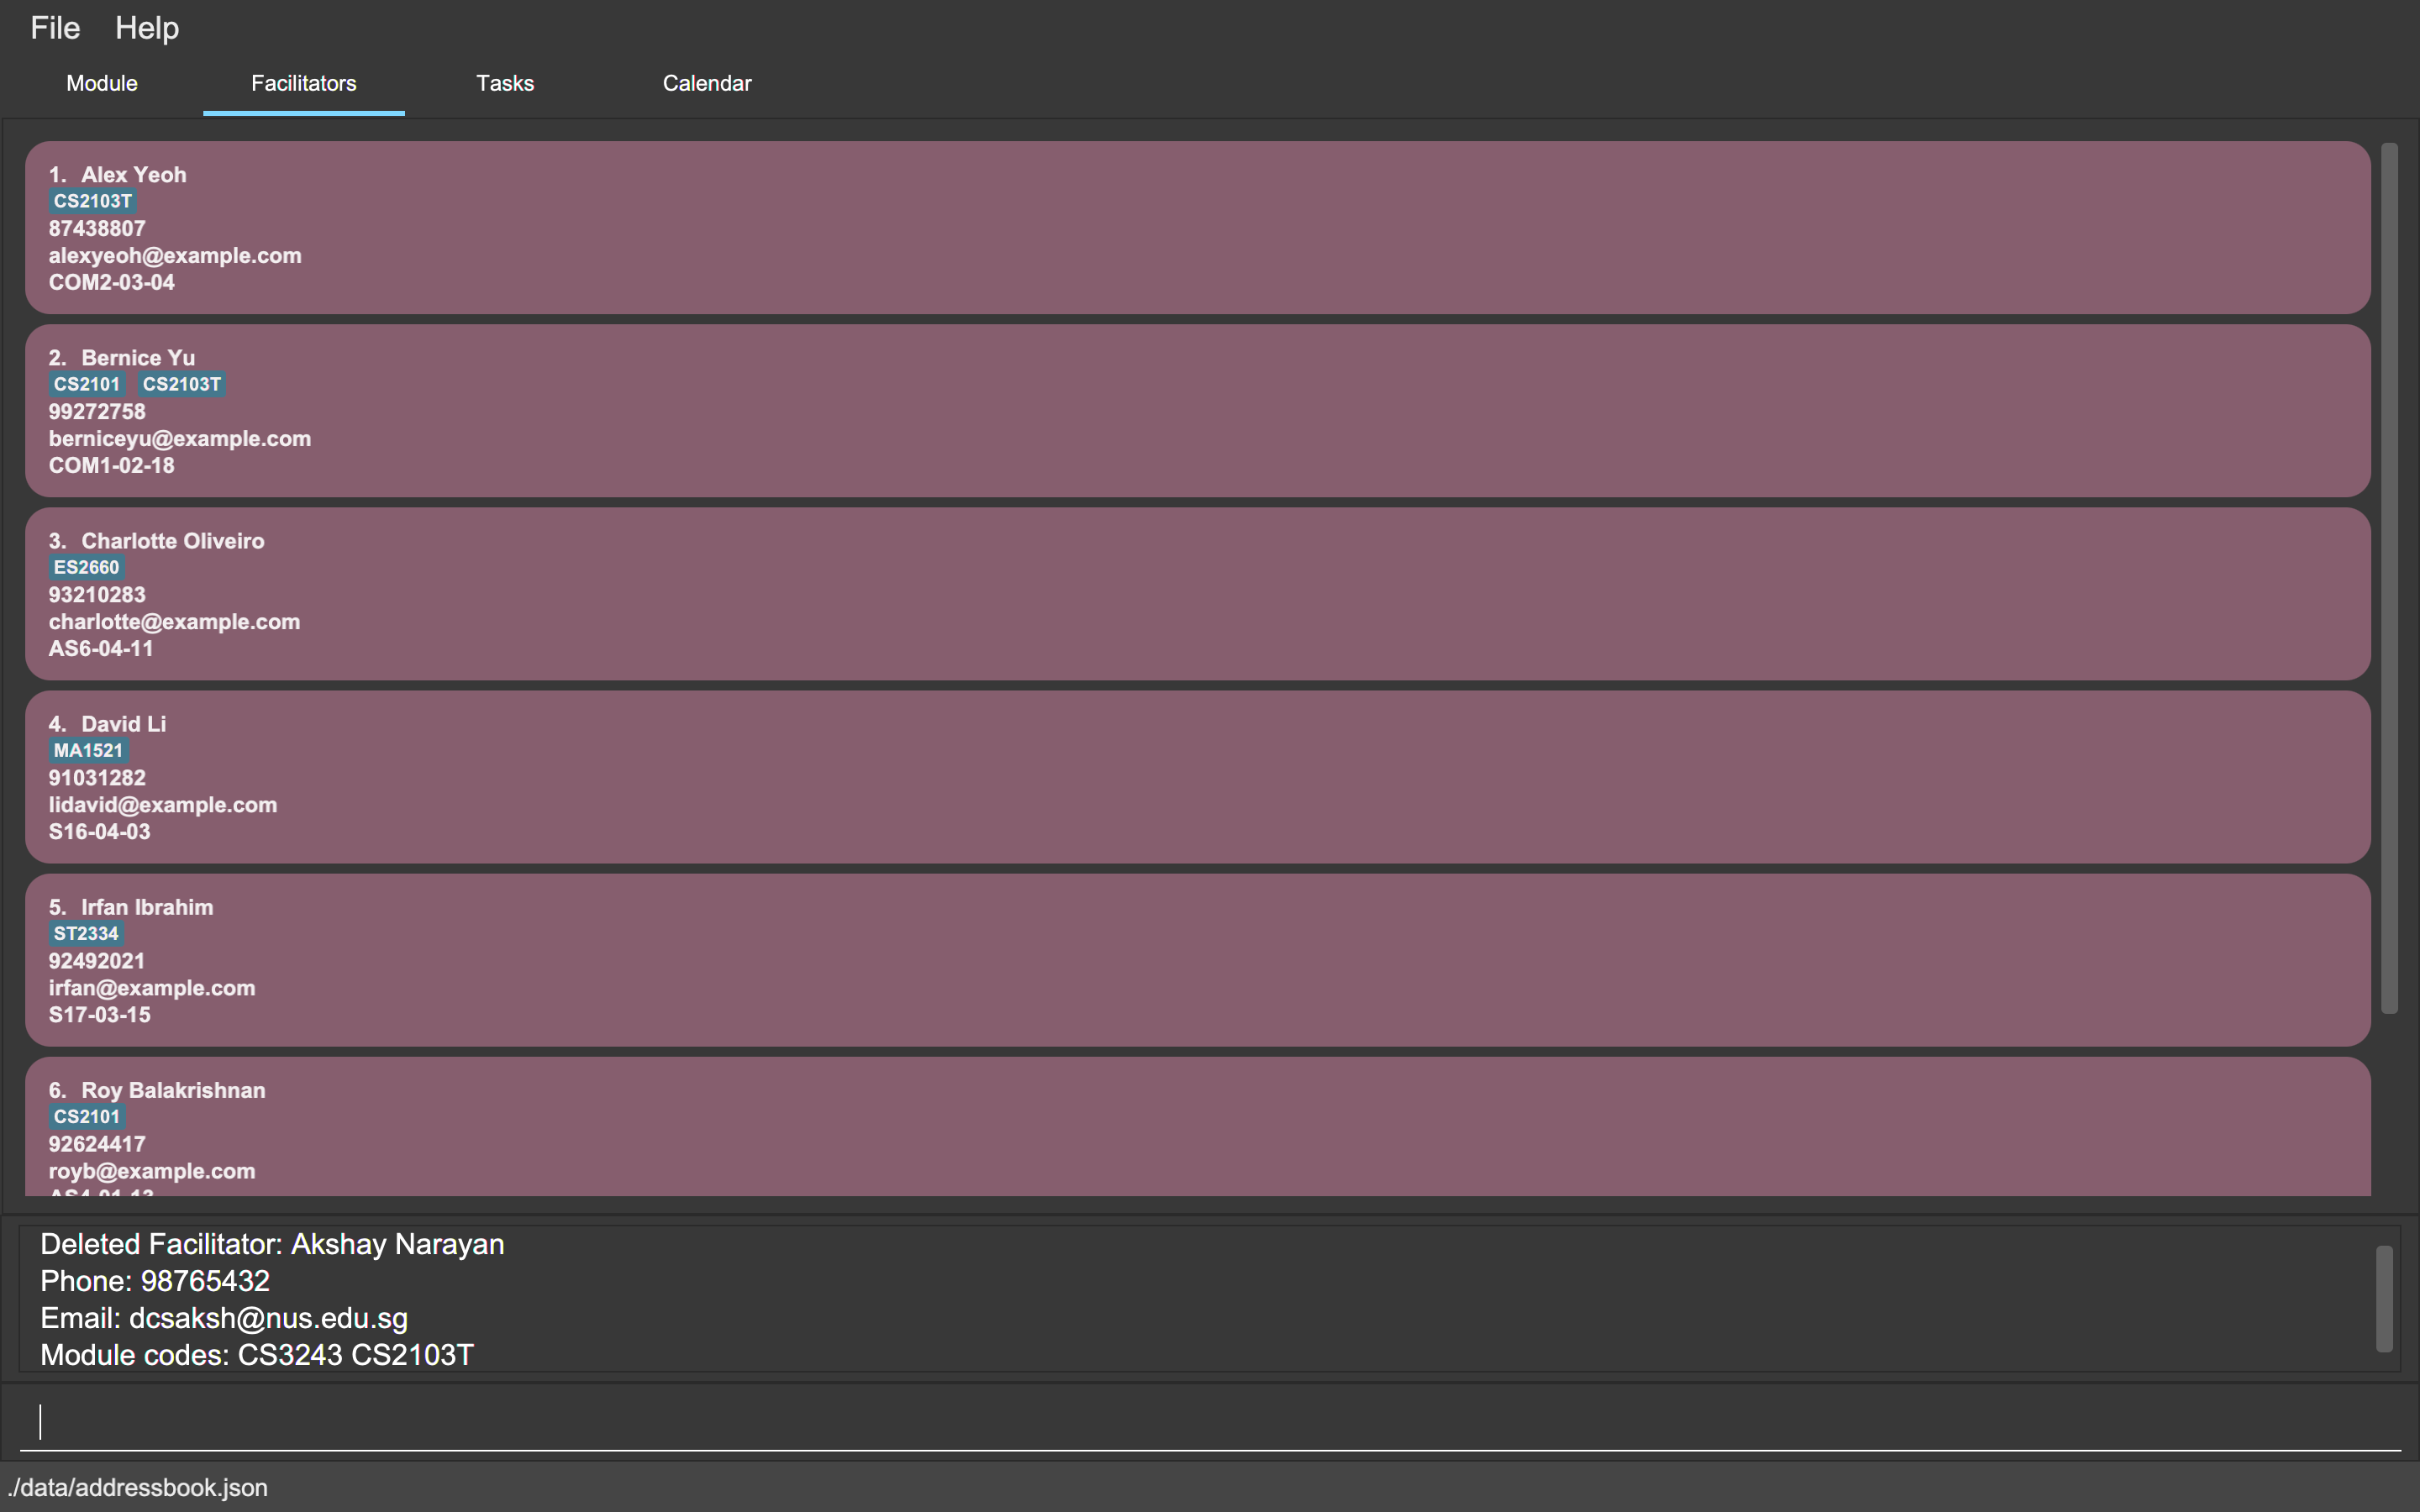 File Help
Module Facilitators Tasks Calendar
1. Alex Yeoh
CS2103T
87438807
alexyeoh@example.com
COM2-03-04
2. Bernice Yu
CS2101 CS2103T
99272758
berniceyu@example.com
COM1-02-18
3. Charlotte Oliveiro
ES2660
93210283
charlotte@example.com
AS6-04-11
4. David Li
MA1521
91031282
lidavid@example.com
S16-04-03
5. Irfan Ibrahim
ST2334
92492021
irfan@example.com
S17-03-15
6. Roy Balakrishnan
CS2101
92624417
royb@example.com
AS4-01-13
Deleted Facilitator: Akshay Narayan
Phone: 98765432
Email: dcsaksh@nus.edu.sg
Module codes: CS3243 CS2103T
./data/addressbook.json